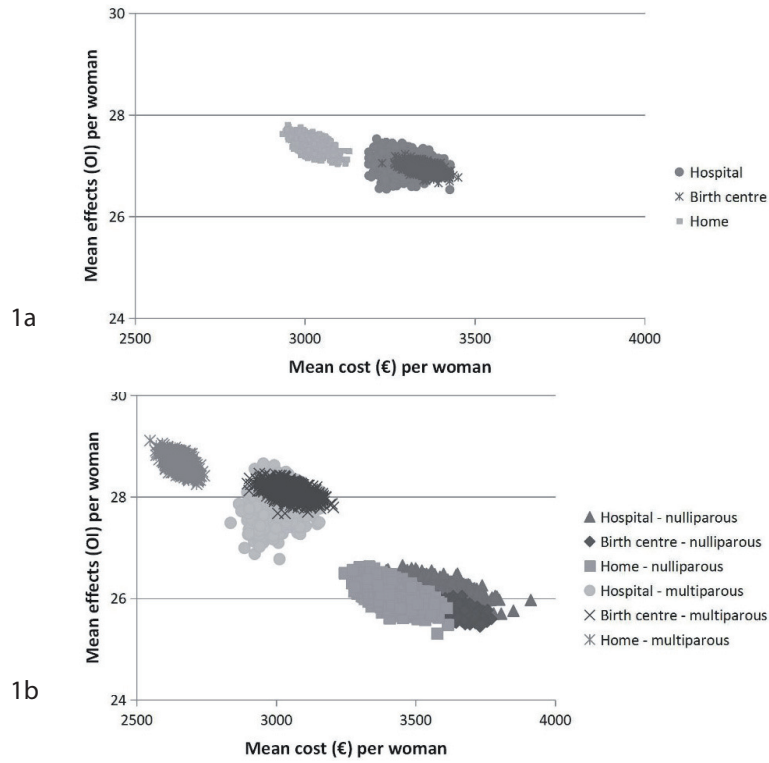 30
28
26
24
2500
3000
3500
4000
Mean effects (OI) per woman
Mean cost (€) per woman
Hospital
Birth centre
Home
1a
30
28
26
24
2500
3000
3500
4000
Mean effects (OI) per woman
Mean cost (€) per woman
Hospital - nulliparous
Birth centre - nulliparous
Home - nulliparous
Hospital - multiparous
Birth centre - multiparous
Home - multiparous
1b